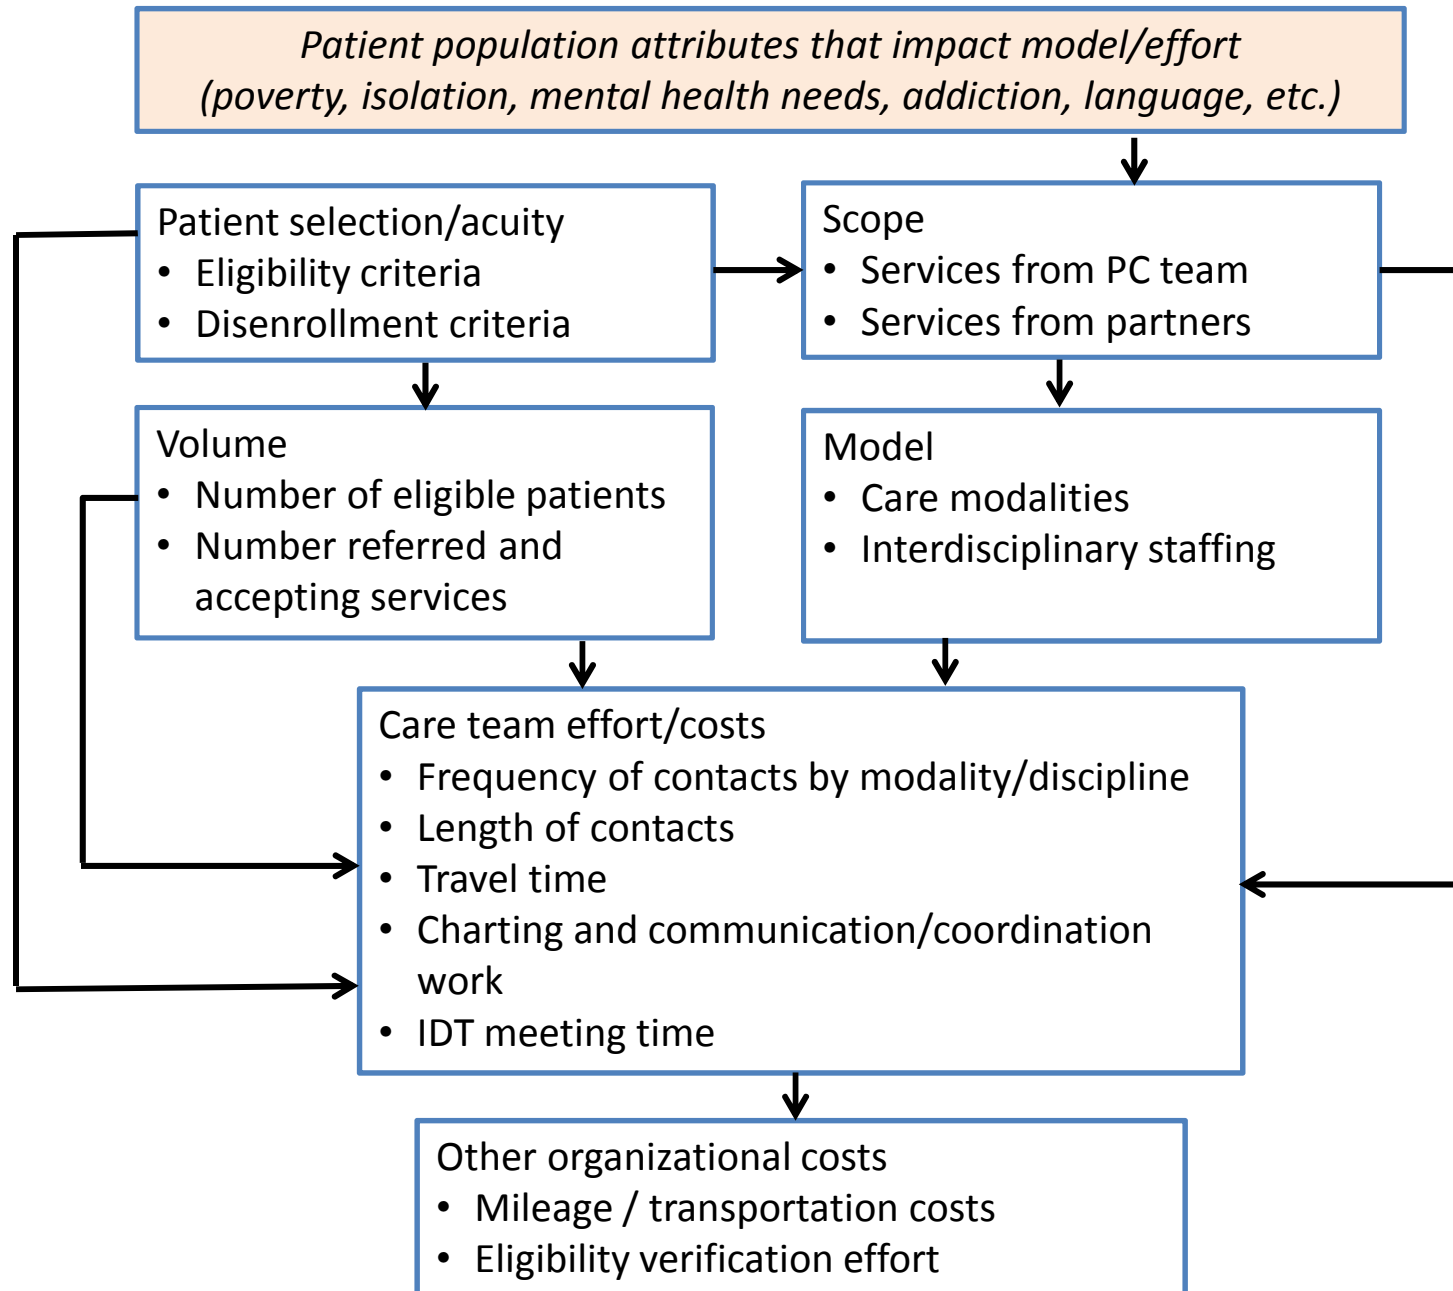 Patient population attributes that impact model/effort
(poverty, isolation, mental health needs, addiction, language, etc.)
Patient selection/acuity
• Eligibility criteria
• Disenrollment criteria
Scope
• Services from PC team
• Services from partners
Volume
• Number of eligible patients
• Number referred and
accepting services
Model
• Care modalities
• Interdisciplinary staffing
Care team effort/costs
• Frequency of contacts by modality/discipline
• Length of contacts
• Travel time
• Charting and communication/coordination
work
• IDT meeting time
Other organizational costs
• Mileage / transportation costs
• Eligibility verification effort